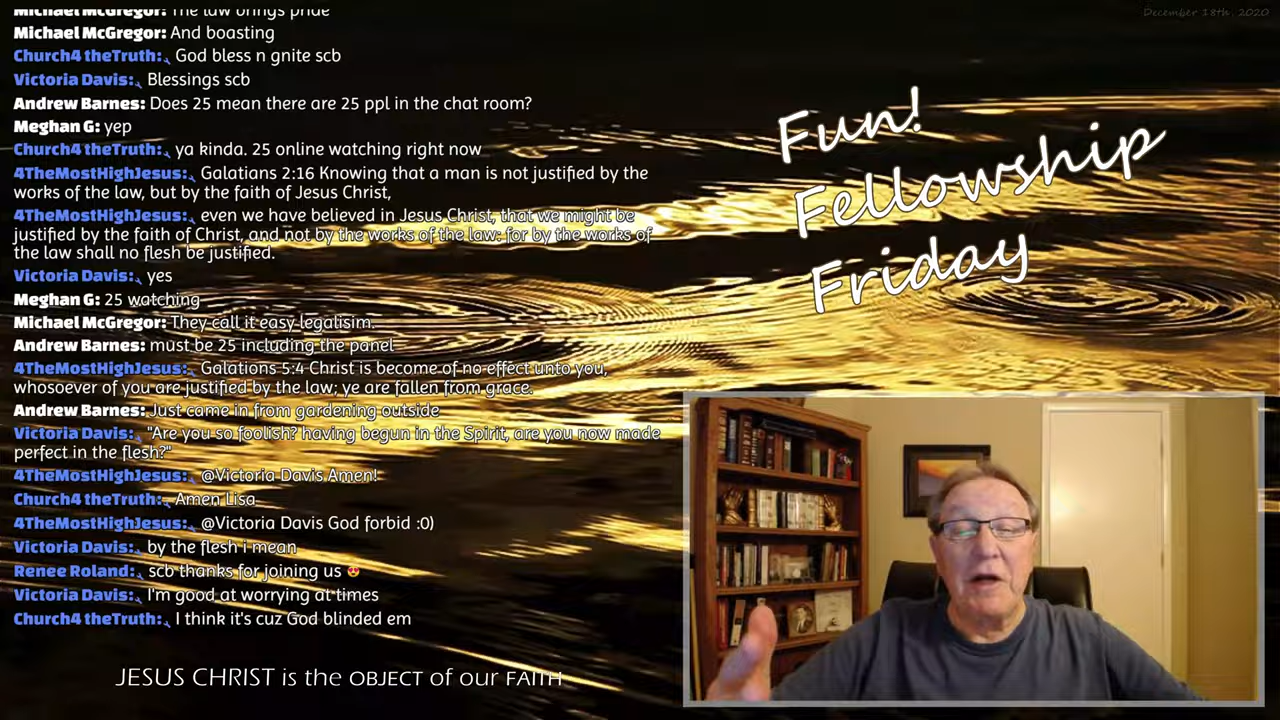 Michael McGregor: The law brings pride
December 18th, 2020
Michael McGregor: And boasting
Church4 theTruth: God bless n gnite scb
Victoria Davis: Blessings scb
Andrew Barnes: Does 25 mean there are 25 ppl in the chat room?
Meghan G: yep
Church4 theTruth: ya kinda. 25 online watching right now
4TheMostHighJesus: Galatians 2:16 Knowing that a man is not justified by the
works of the law, but by the faith of Jesus Christ,
4TheMostHighJesus: even we have believed in Jesus Christ, that we might be
justified by the faith of Christ, and not by the works of the law: for by the works of
the law shall no flesh be justified.
Victoria Davis: yes
Meghan G: 25 watching
Michael McGregor: They call it easy legalisim.
Andrew Barnes: must be 25 including the panel
4TheMostHighJesus: Galations 5:4 Christ is become of no effect unto you,
whosoever of you are justified by the law; ye are fallen from grace.
Andrew Barnes: Just came in from gardening outside
Victoria Davis: "Are you so foolish? having begun in the Spirit, are you now made
perfect in the flesh?"
4TheMostHighJesus: @Victoria Davis Amen!
Church4 theTruth: Amen Lisa
4TheMostHighJesus: @Victoria Davis God forbid :0)
Victoria Davis: by the flesh i mean
Renee Roland: scb thanks for joining us 😍
Victoria Davis: I'm good at worrying at times
Church4 theTruth: I think it's cuz God blinded em
Fun!
Fellowship
Friday
JESUS CHRIST is the OBJECT of our FAITH